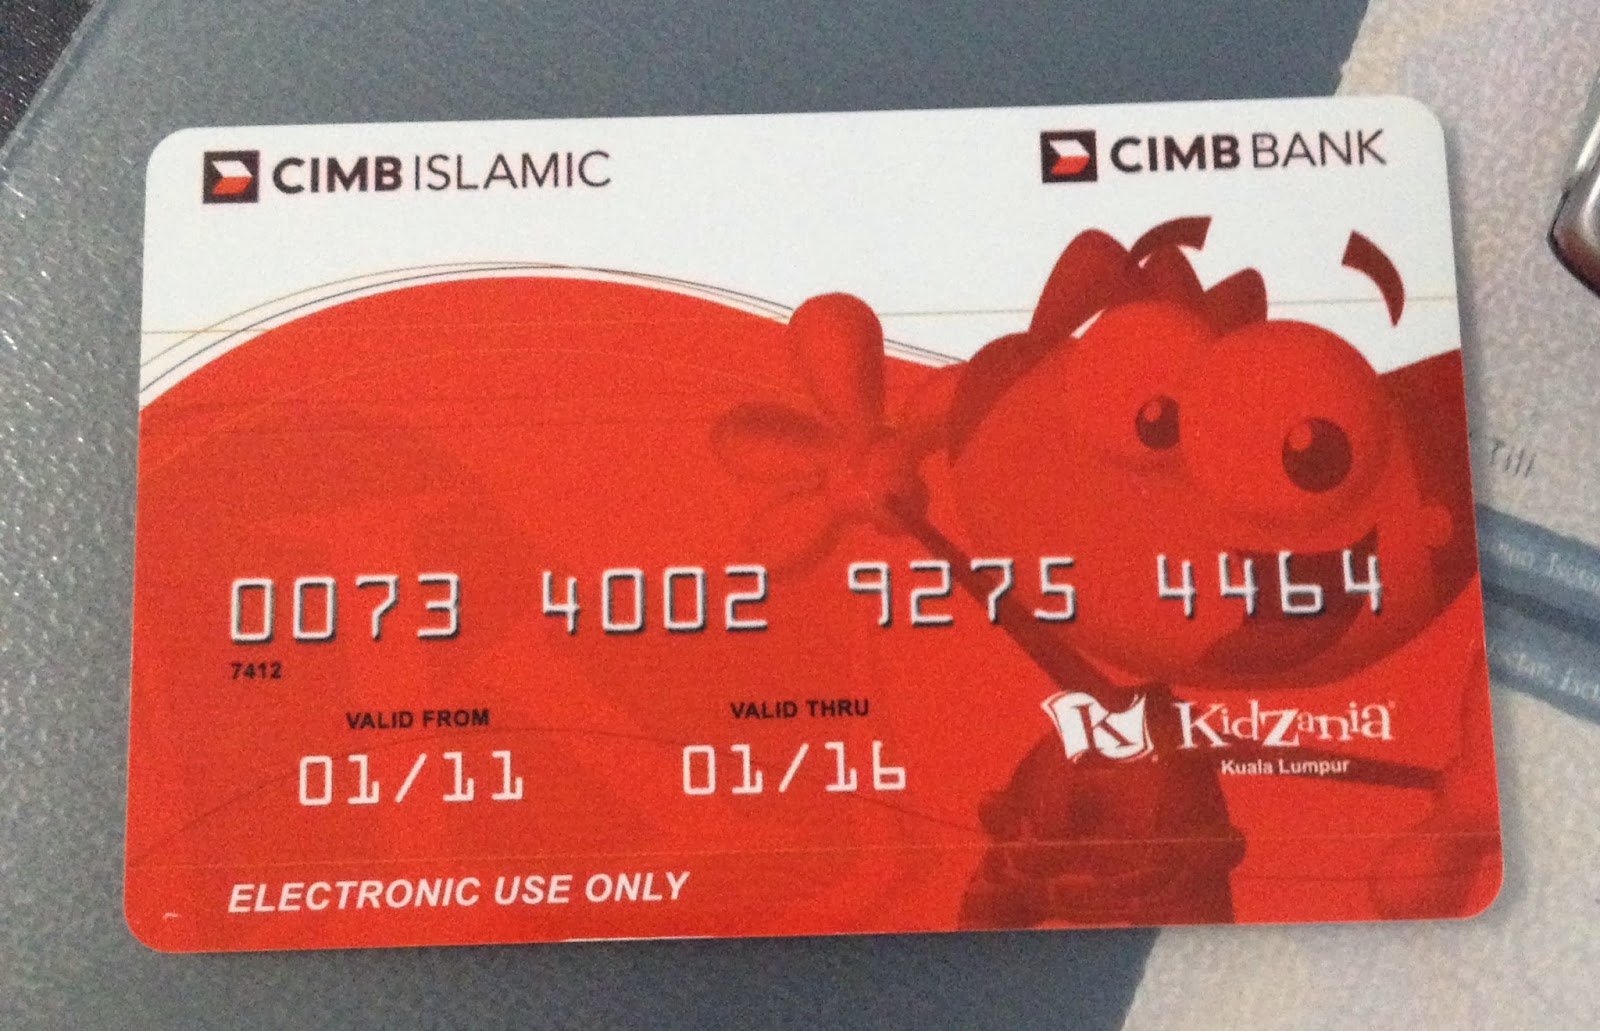 CIMB ISLAMIC
CIMB BANK
0073 4002 9275 4464
7412
VALID FROM
VALID THRU
01/11
01/16
KidZania
Kuala Lumpur
ELECTRONIC USE ONLY